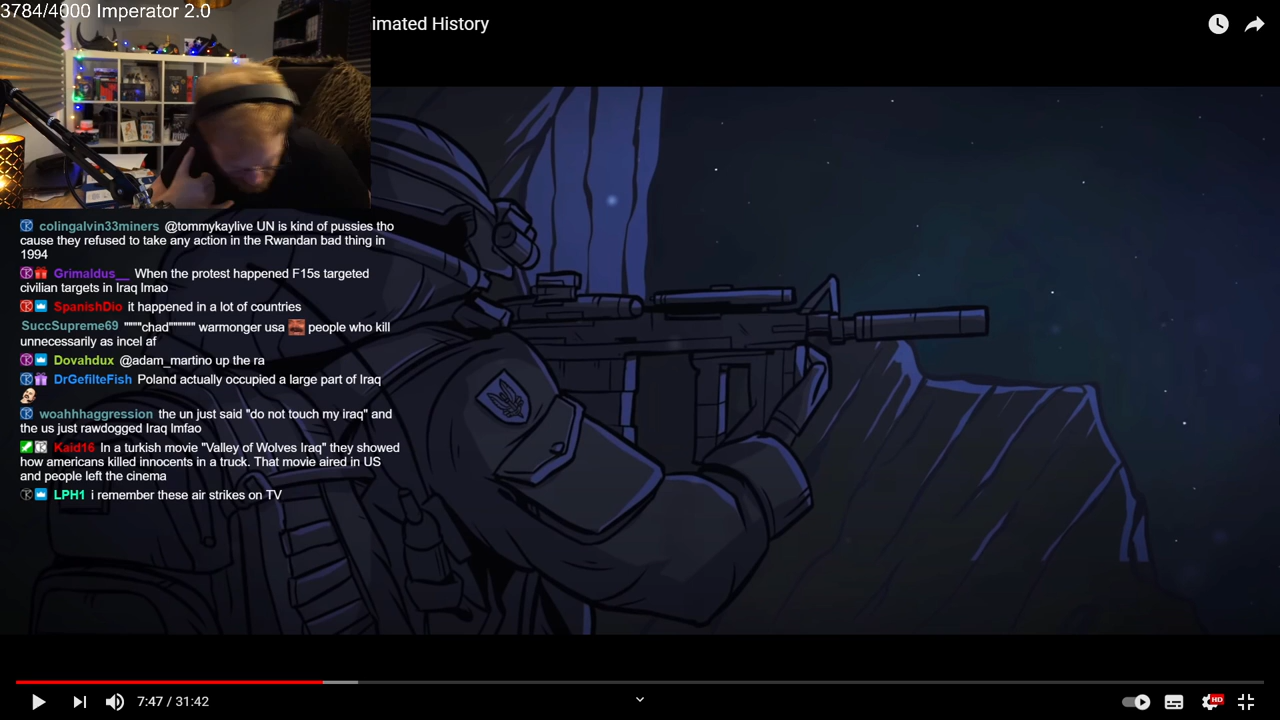 3784/4000 Imperator 2.0
imated History
colingalvin33miners @tommykaylive UN is kind of pussies tho
cause they refused to take any action in the Rwandan bad thing in
1994
Grimaldus__ When the protest happened F15s targeted
civilian targets in Iraq lmao
SpanishDio it happened in a lot of countries
SuccSupreme69 """"chad"""""" warmonger usa people who kill
unnecessarily as incel af
Dovahdux @adam_martino up the ra
DrGefilteFish Poland actually occupied a large part of Iraq
woahhhaggression the un just said "do not touch my iraq" and
the us just rawdogged Iraq lmfao
Kaid16 In a turkish movie "Valley of Wolves Iraq" they showed
how americans killed innocents in a truck. That movie aired in US
and people left the cinema
LPH1 i remember these air strikes on TV
7:47 / 31:42
HD